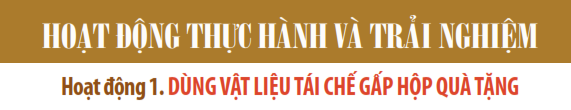 HOẠT ĐỘNG THỰC HÀNH VÀ TRẢI NGHIỆM
Hoạt động 1. DÙNG VẬT LIỆU TÁI CHẾ GẤP HỘP QUÀ TẶNG